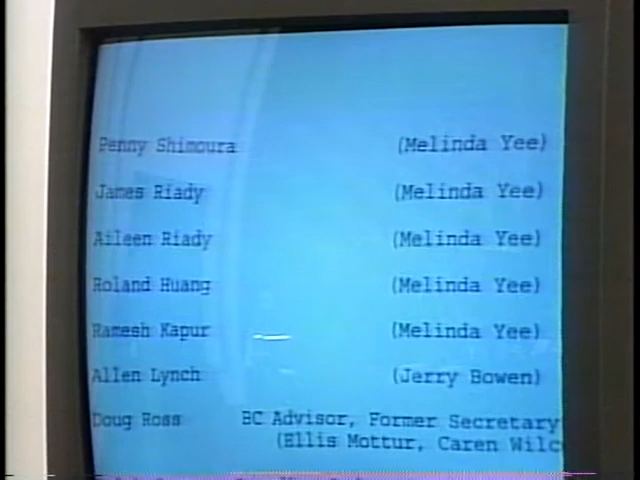 Penny Shimoura (Melinda Yee)
James Riady (Melinda Yee)
Aileen Riady (Melinda Yee)
Roland Huang (Melinda Yee)
Ramesh Kapur (Melinda Yee)
Allen Lynch (Jerry Bowen)
Doug Ross BC Advisor, Former Secretary
(Ellis Mottur, Caren Wilc